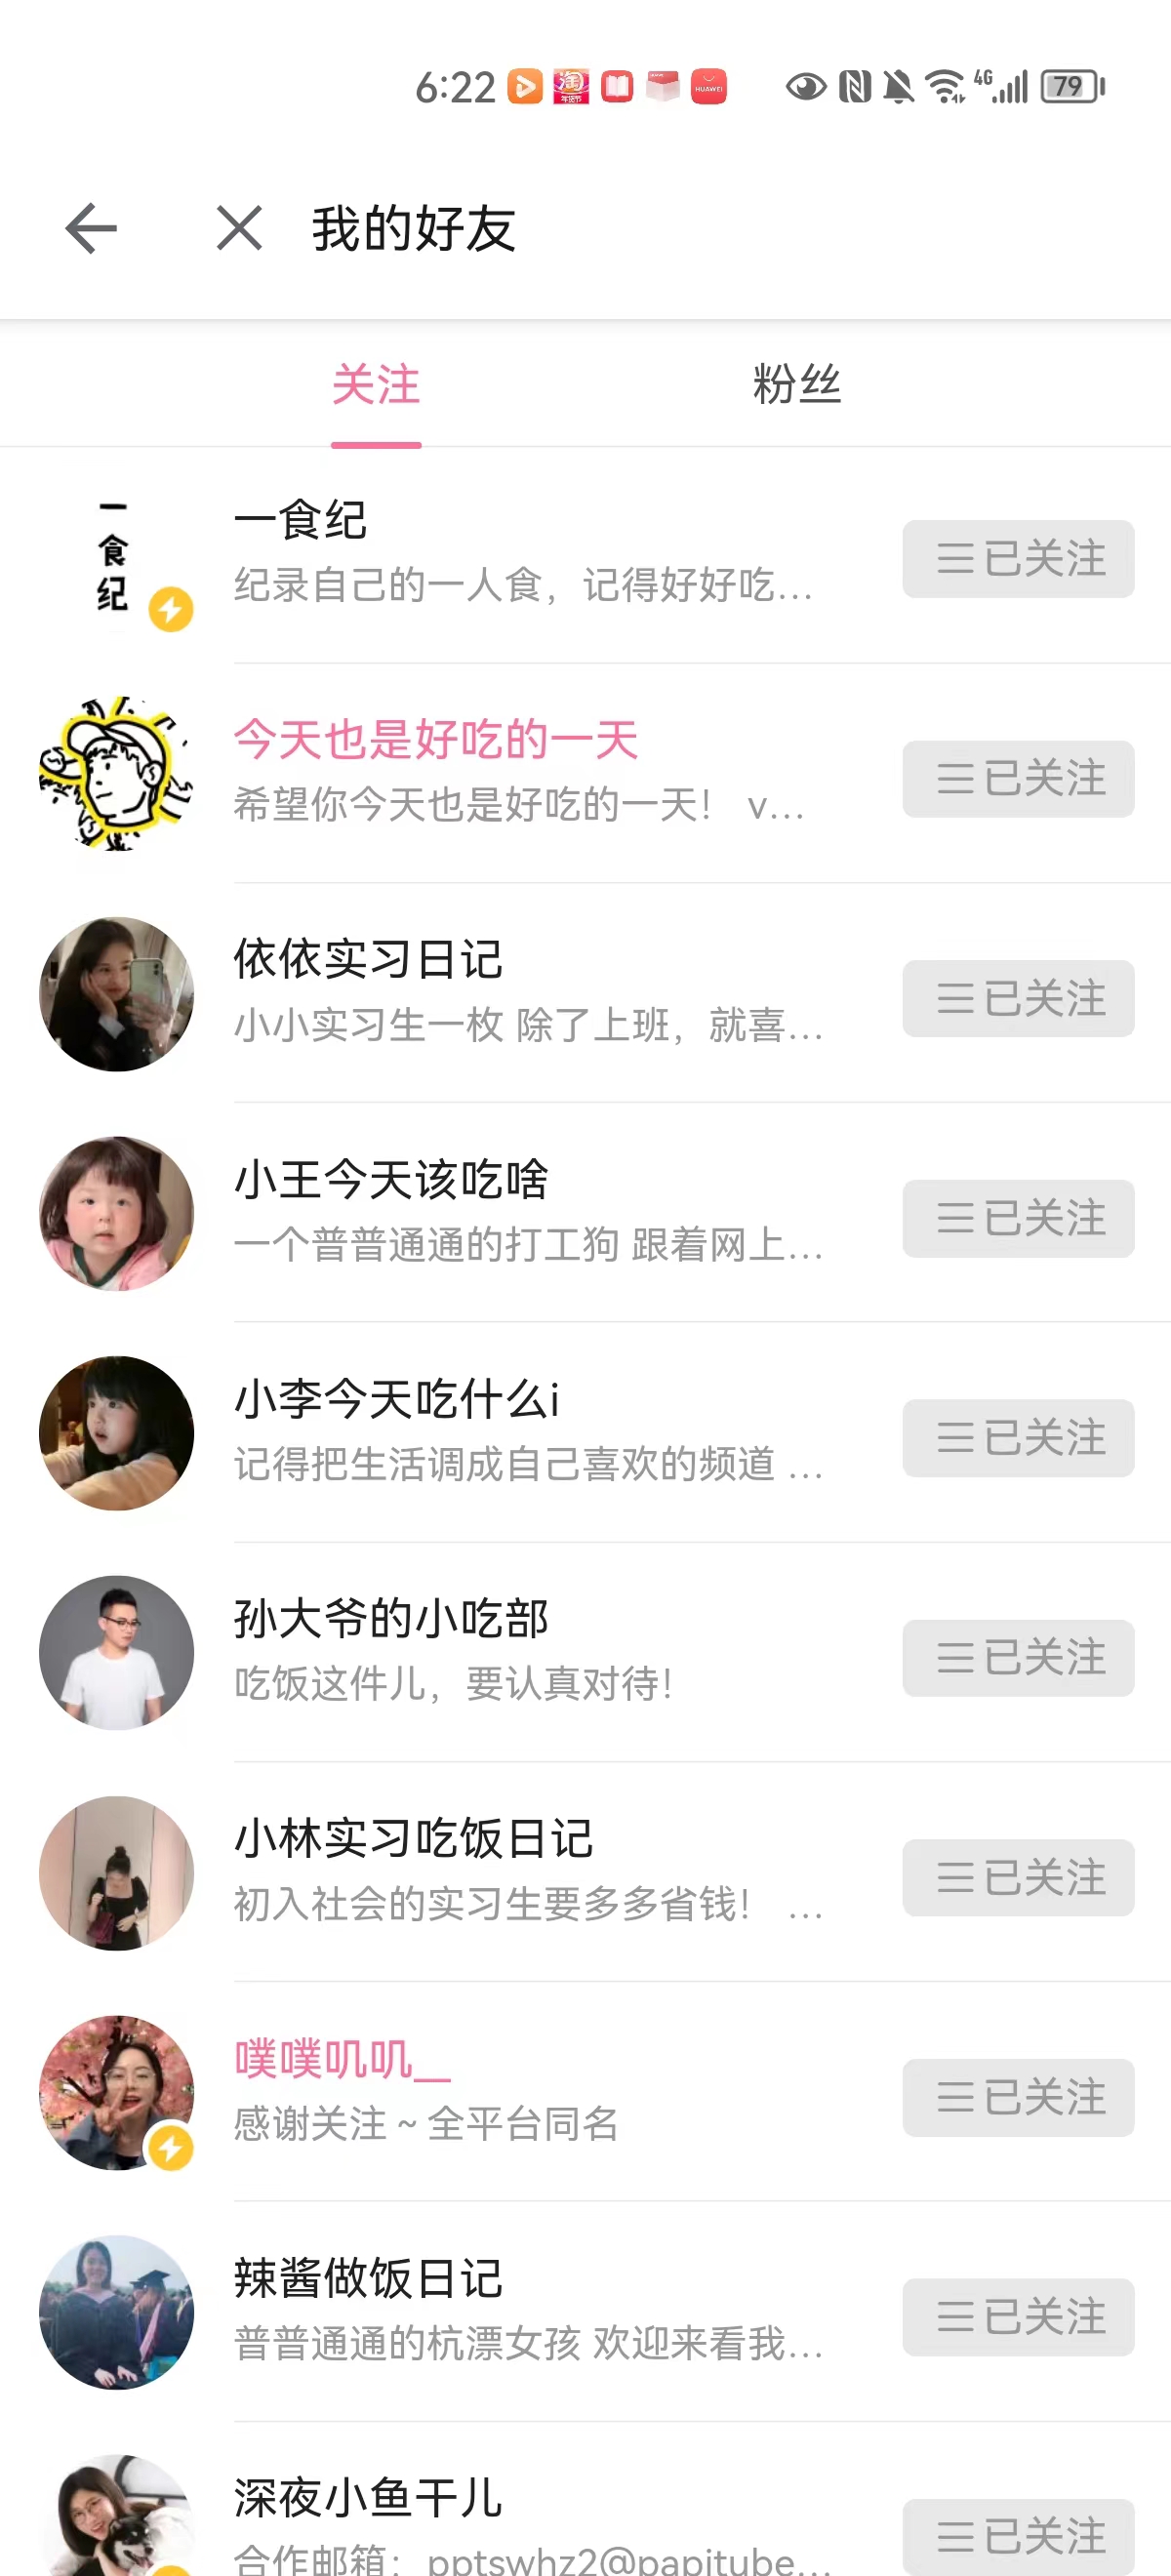 6:22
淘
年货节
HUAWEI
4G
79
我的好友
关注
粉丝
一
食
纪
一食纪
纪录自己的一人食，记得好好吃...
已关注
今天也是好吃的一天
希望你今天也是好吃的一天！ v...
已关注
依依实习日记
小小实习生一枚 除了上班，就喜...
已关注
小王今天该吃啥
一个普普通通的打工狗 跟着网上...
已关注
小李今天吃什么i
记得把生活调成自己喜欢的频道 ...
已关注
孙大爷的小吃部
吃饭这件儿，要认真对待！
已关注
小林实习吃饭日记
初入社会的实习生要多多省钱！ ...
已关注
噗噗叽叽__
感谢关注 ~ 全平台同名
已关注
辣酱做饭日记
普普通通的杭漂女孩 欢迎来看我...
已关注
深夜小鱼干儿
合作邮箱：pptswhz2@papitube...
已关注